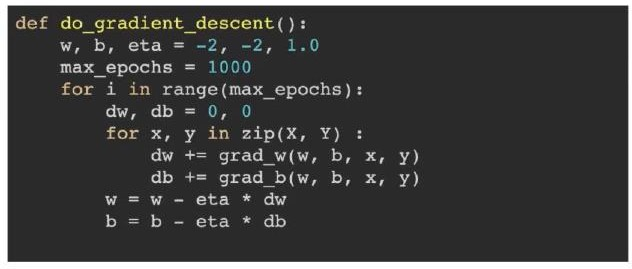 def do_gradient_descent():
    w, b, eta = -2, -2, 1.0
    max_epochs = 1000
    for i in range(max_epochs):
        dw, db = 0, 0
        for x, y in zip(X, Y) :
            dw += grad_w(w, b, x, y)
            db += grad_b(w, b, x, y)
        w = w - eta * dw
        b = b - eta * db